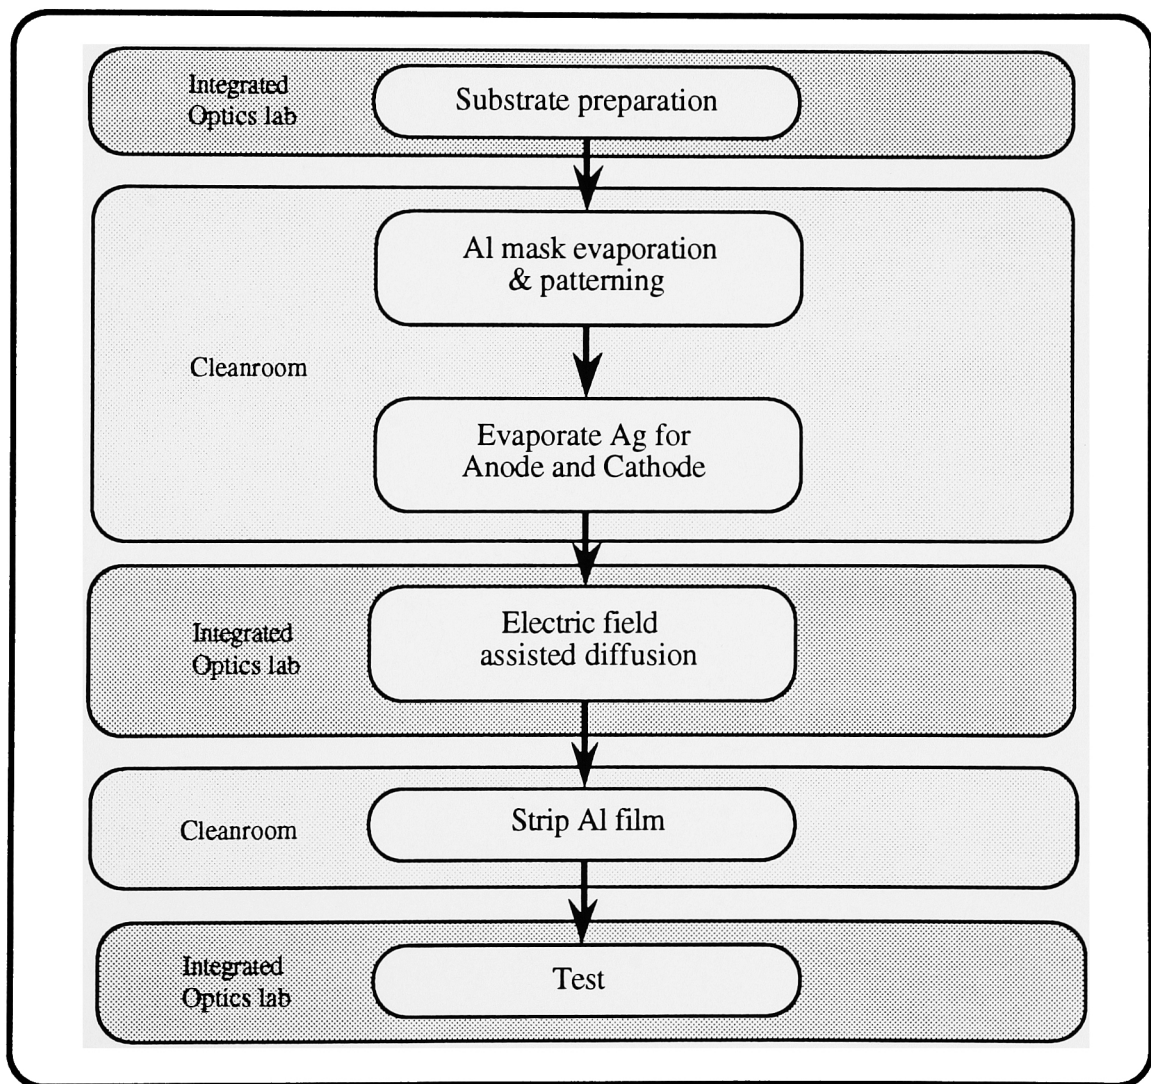 Integrated
Optics lab
Substrate preparation
Al mask evaporation
& patterning
Cleanroom
Evaporate Ag for
Anode and Cathode
Integrated
Optics lab
Electric field
assisted diffusion
Cleanroom
Strip Al film
Integrated
Optics lab
Test